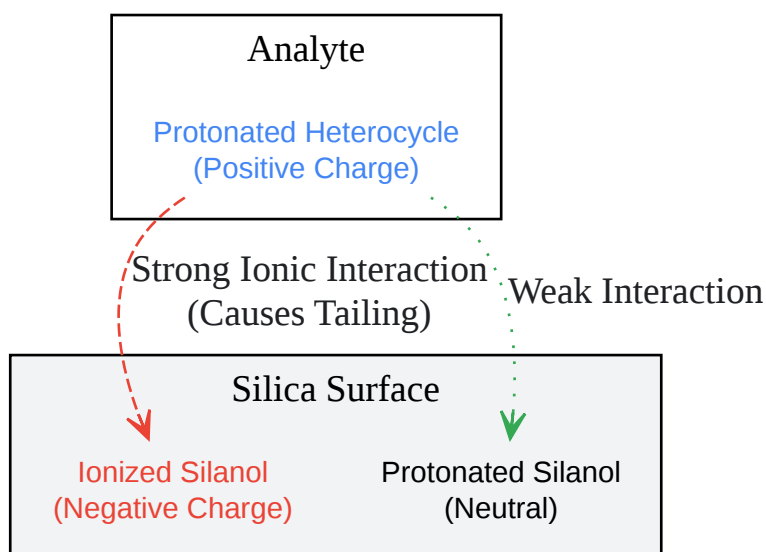 Analyte
Protonated Heterocycle
(Positive Charge)
Strong Ionic Interaction
(Causes Tailing)
Weak Interaction
Silica Surface
Ionized Silanol
(Negative Charge)
Protonated Silanol
(Neutral)